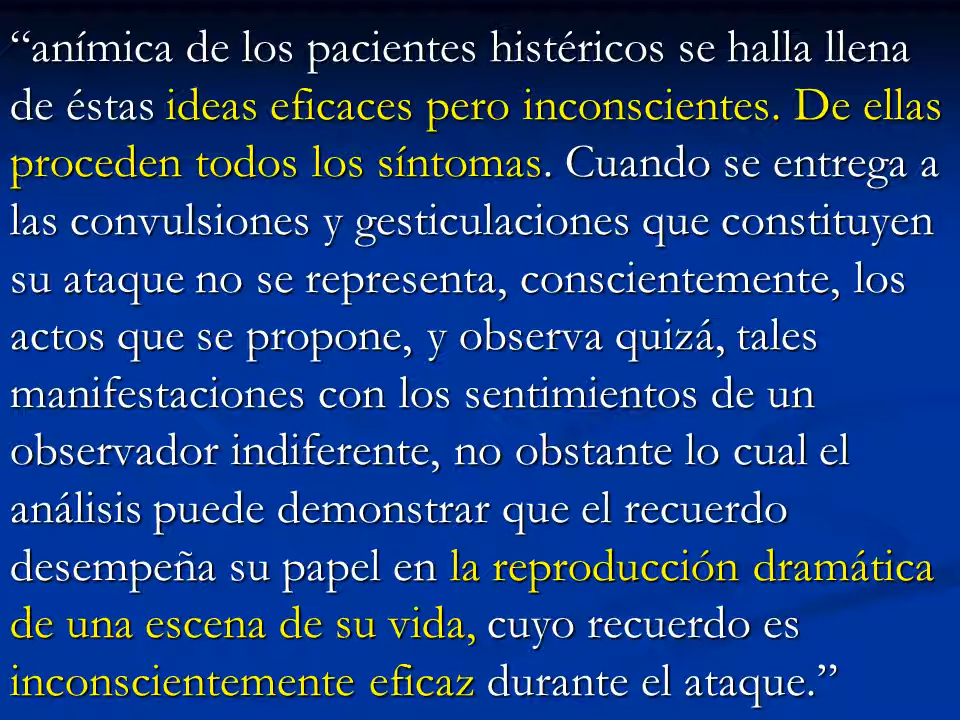 “anímica de los pacientes histéricos se halla llena
de éstas ideas eficaces pero inconscientes. De ellas
proceden todos los síntomas. Cuando se entrega a
las convulsiones y gesticulaciones que constituyen
su ataque no se representa, conscientemente, los
actos que se propone, y observa quizá, tales
manifestaciones con los sentimientos de un
observador indiferente, no obstante lo cual el
análisis puede demonstrar que el recuerdo
desempeña su papel en la reproducción dramática
de una escena de su vida, cuyo recuerdo es
inconscientemente eficaz durante el ataque.”